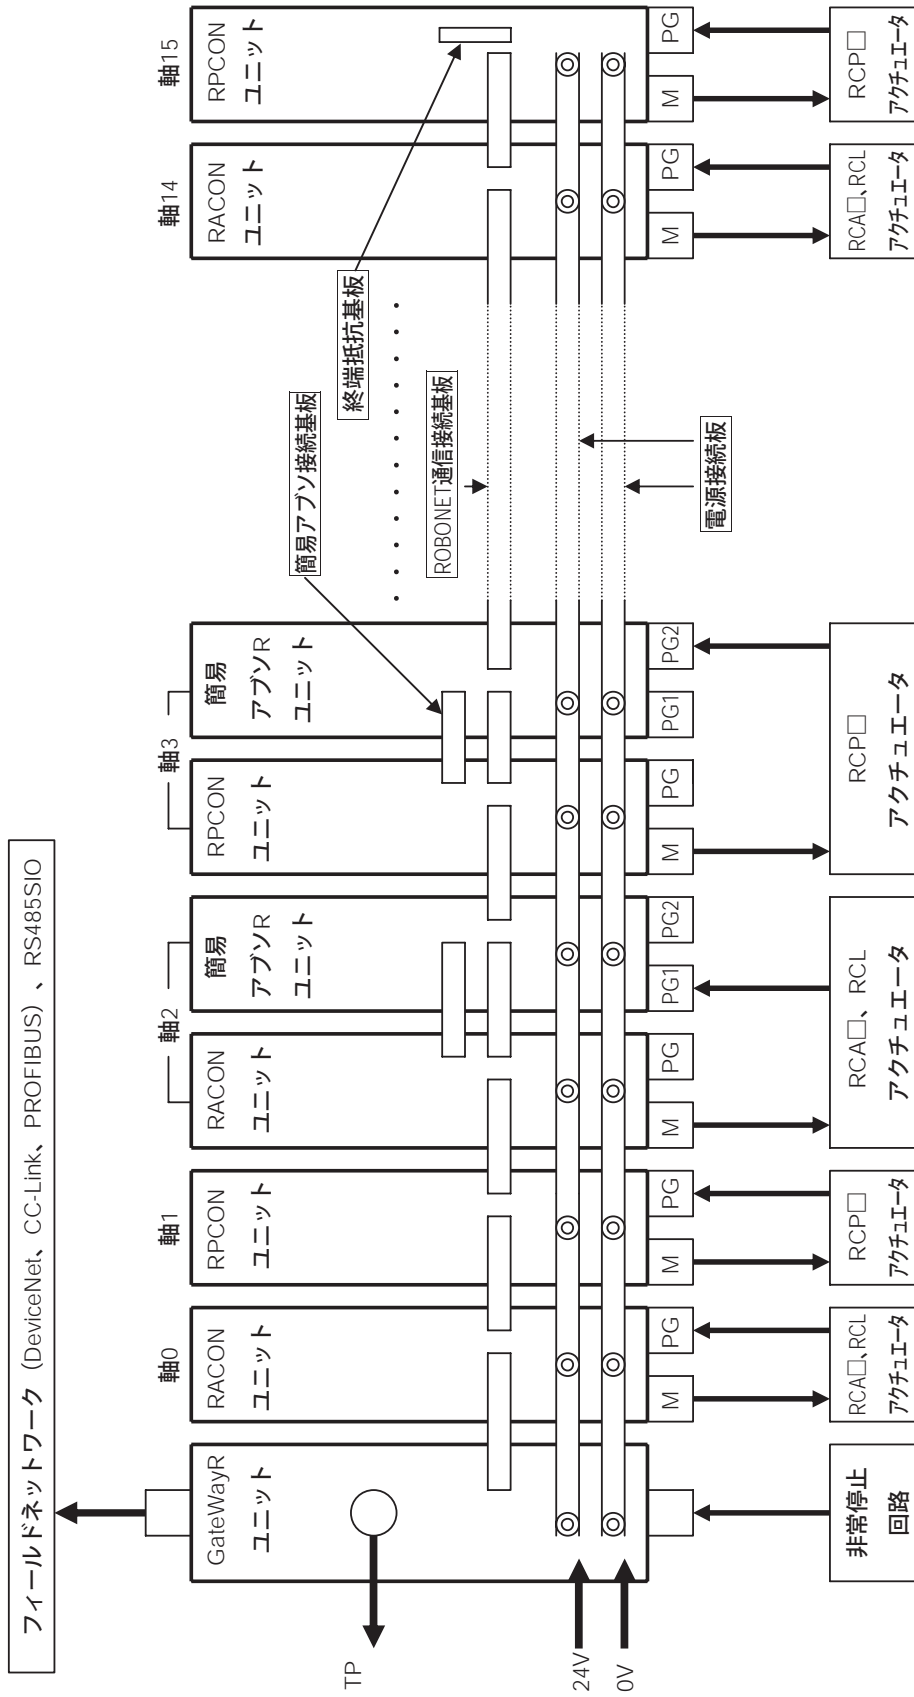 フィールドネットワーク（DeviceNet、CC-Link、PROFIBUS）、RS485SIO
軸0
軸1
軸2
軸3
軸14
軸15
GateWayR
ユニット
RACON
ユニット
RPCON
ユニット
RACON
ユニット
簡易
アブソR
ユニット
RPCON
ユニット
簡易
アブソR
ユニット
RACON
ユニット
RPCON
ユニット
簡易アブソ接続基板
終端抵抗基板
ROBONET通信接続基板
電源接続板
TP
24V
0V
M
PG
M
PG
M
PG
PG1
PG2
M
PG
PG1
PG2
M
PG
M
PG
非常停止
回路
RCA□、RCL
アクチュエータ
RCP□
アクチュエータ
RCA□、RCL
アクチュエータ
RCP□
アクチュエータ
RCA□、RCL
アクチュエータ
RCP□
アクチュエータ